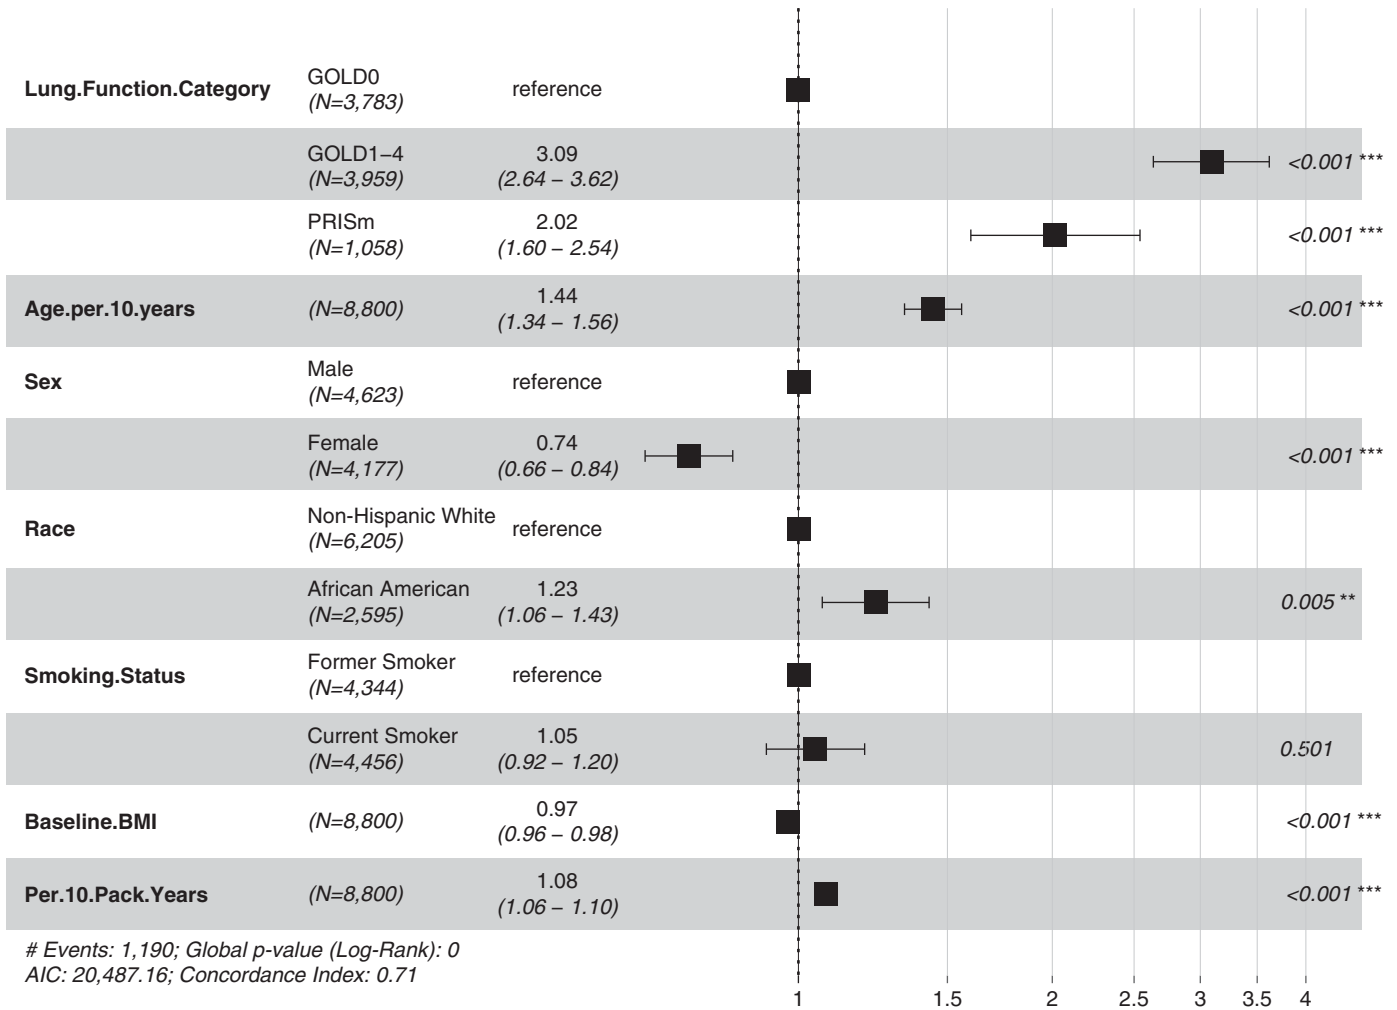 GOLD0
Lung.Function.Category reference
(N=3,783)
GOLD1–4 3.09
<0.001 ***
(N=3,959) (2.64 – 3.62)
PRISm 2.02
<0.001 ***
(N=1,058) (1.60 – 2.54)
1.44
Age.per.10.years (N=8,800) <0.001 ***
(1.34 – 1.56)
Male
Sex reference
(N=4,623)
Female 0.74
<0.001 ***
(N=4,177) (0.66 – 0.84)
Non-Hispanic White
Race reference
(N=6,205)
African American 1.23
0.005 **
(N=2,595) (1.06 – 1.43)
Former Smoker
Smoking.Status reference
(N=4,344)
Current Smoker 1.05
0.501
(N=4,456) (0.92 – 1.20)
0.97
Baseline.BMI (N=8,800) <0.001 ***
(0.96 – 0.98)
1.08
Per.10.Pack.Years (N=8,800) <0.001 ***
(1.06 – 1.10)
# Events: 1,190; Global p-value (Log-Rank): 0
AIC: 20,487.16; Concordance Index: 0.71
1 1.5 2 2.5 3 3.5 4